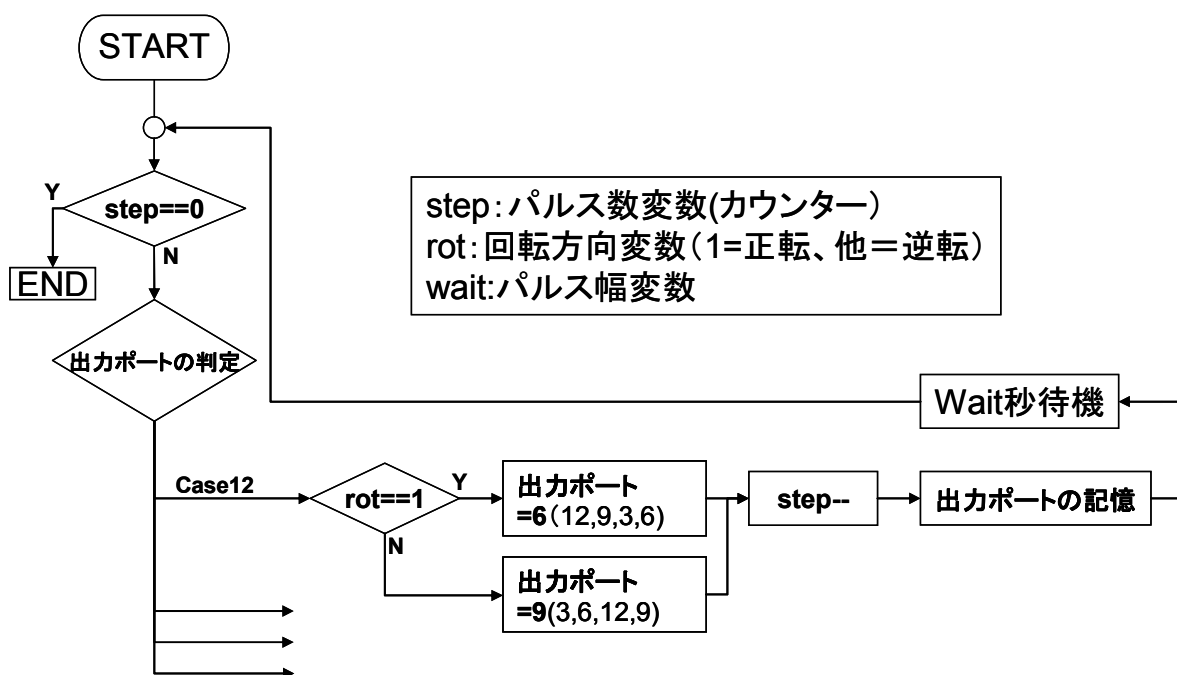 START
Y
step==0
N
END
step：パルス数変数(カウンター）
rot：回転方向変数（1=正転、他＝逆転）
wait:パルス幅変数
出力ポートの判定
Wait秒待機
Case12
rot==1
Y
N
出力ポート
=6（12,9,3,6)
step--
出力ポートの記憶
出力ポート
=9(3,6,12,9)